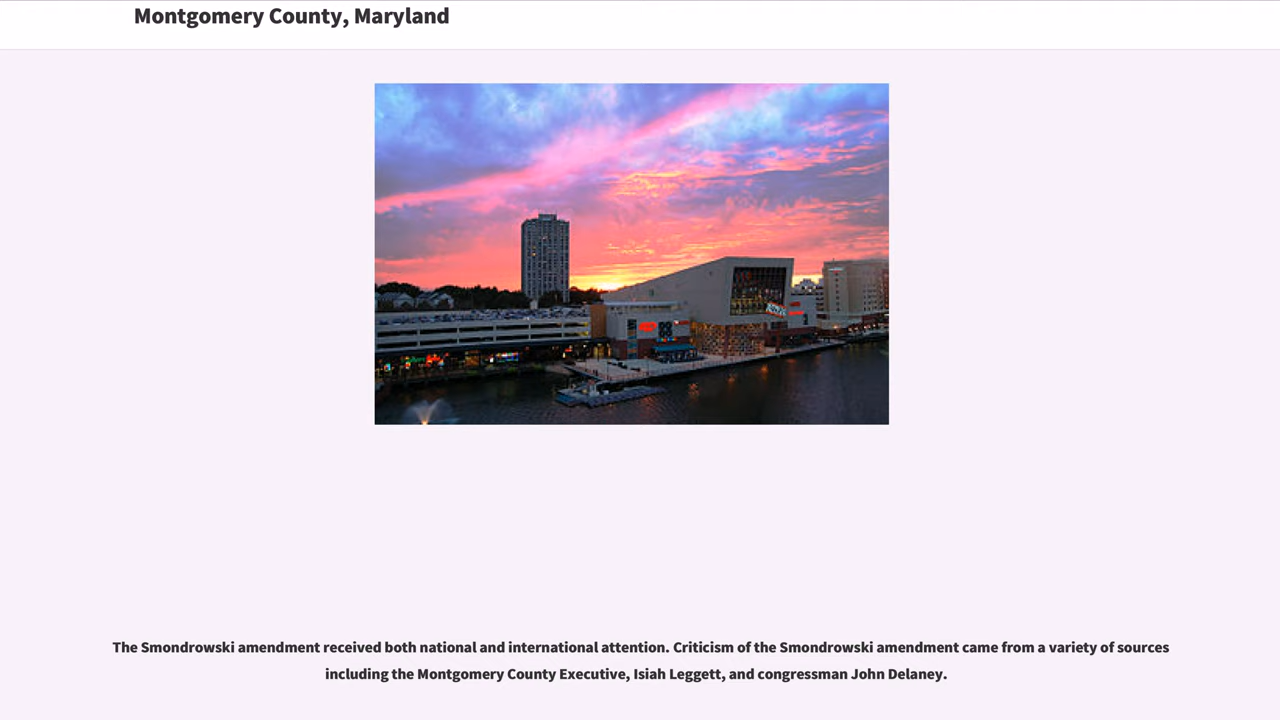 Montgomery County, Maryland
The Smondrowski amendment received both national and international attention. Criticism of the Smondrowski amendment came from a variety of sources
including the Montgomery County Executive, Isiah Leggett, and congressman John Delaney.